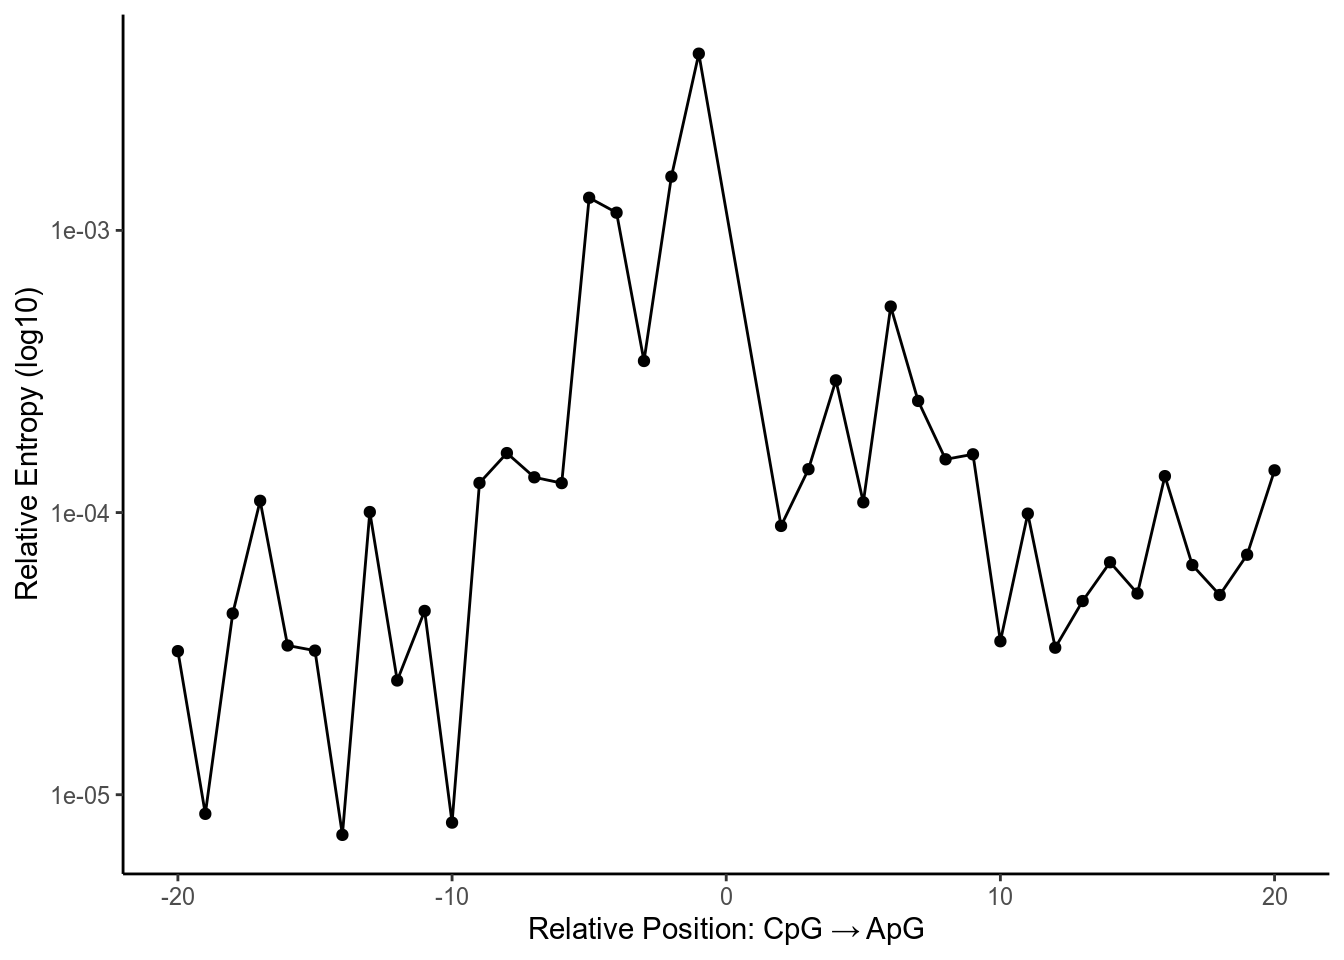 Relative Entropy (log10)
1e-03
1e-04
1e-05
-20 -10 0 10 20
Relative Position: CpG → ApG